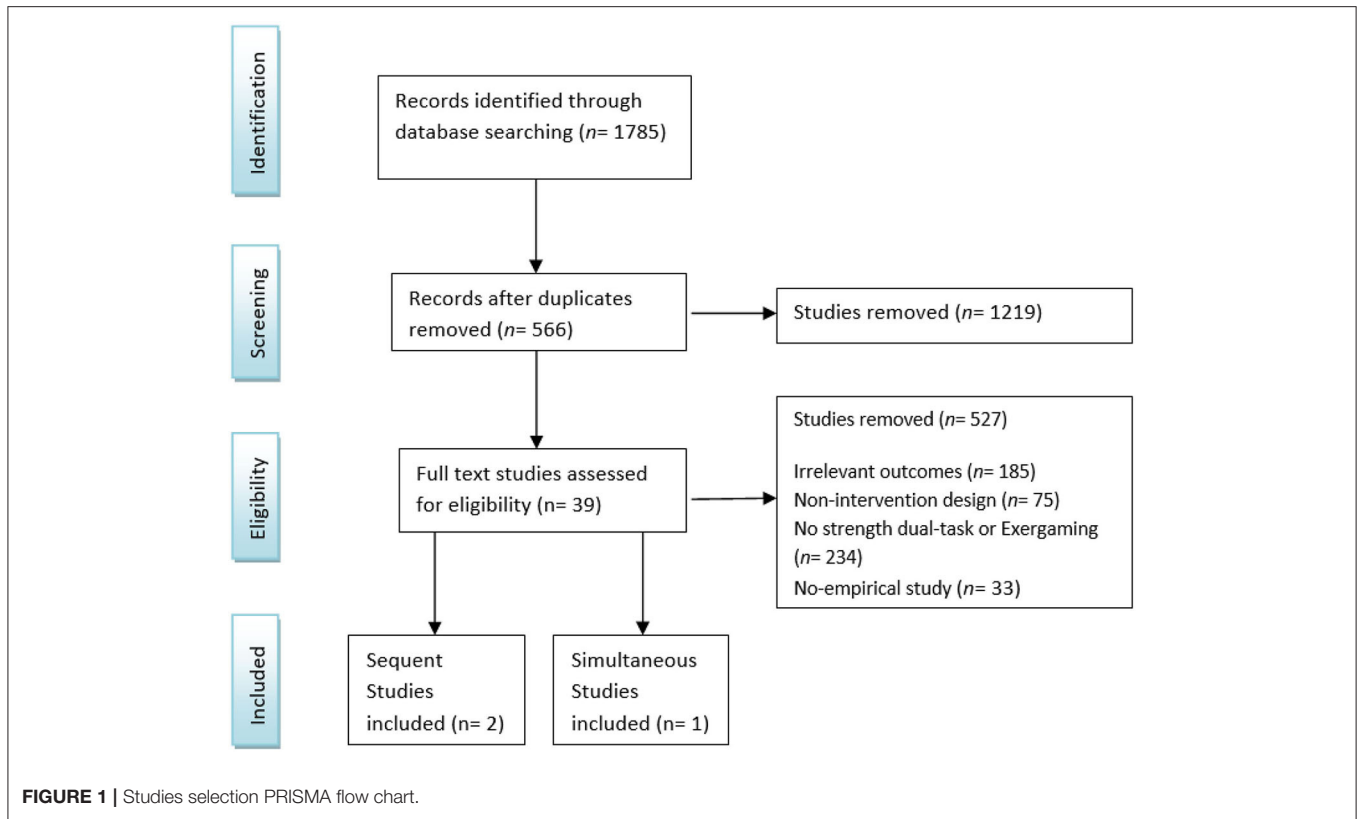 Identification
Records identified through
database searching (n= 1785)
Screening
Records after duplicates
removed (n= 566)
Studies removed (n= 1219)
Eligibility
Full text studies assessed
for eligibility (n= 39)
Studies removed (n= 527)
Irrelevant outcomes (n= 185)
Non-intervention design (n= 75)
No strength dual-task or Exergaming
(n= 234)
No-empirical study (n= 33)
Included
Sequent
Studies
included (n= 2)
Simultaneous
Studies
included (n= 1)
FIGURE 1 | Studies selection PRISMA flow chart.